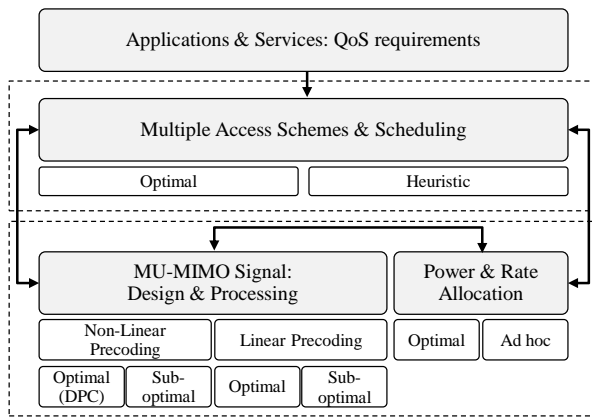 Applications & Services: QoS requirements
Multiple Access Schemes & Scheduling
Optimal
Heuristic
MU-MIMO Signal:
Design & Processing
Power & Rate
Allocation
Non-Linear
Precoding
Linear Precoding
Optimal
Ad hoc
Optimal
(DPC)
Sub-
optimal
Optimal
Sub-
optimal